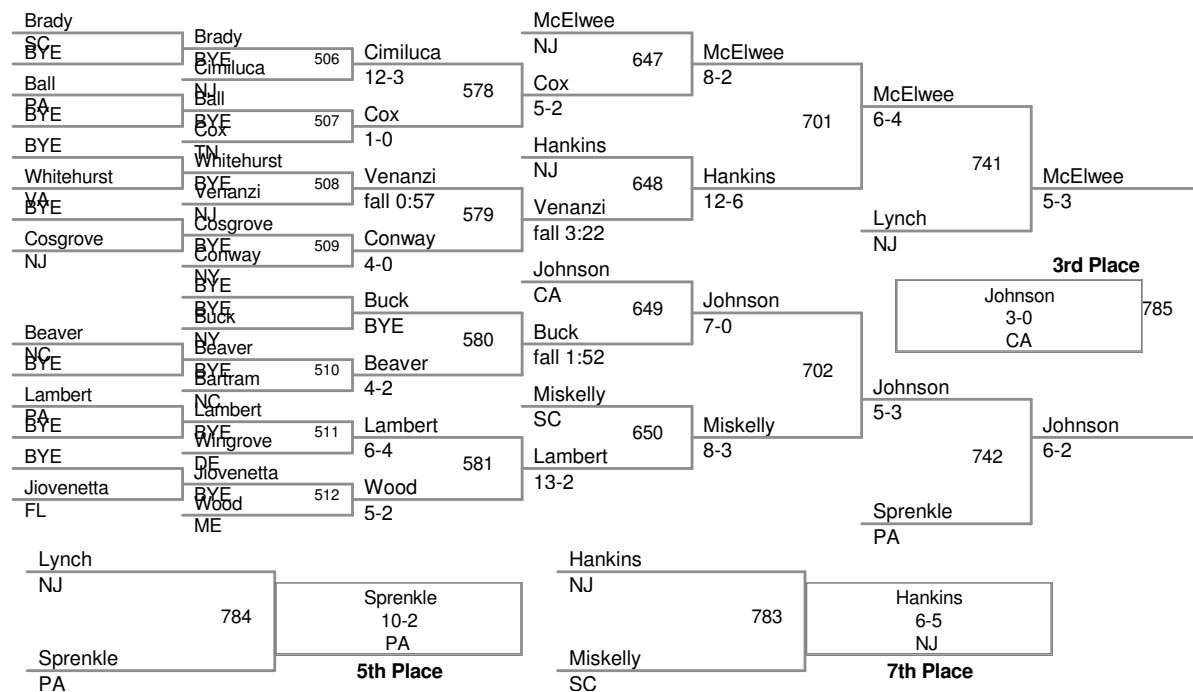 Brady
SC
BYE
Ball
PA
BYE
BYE
Whitehurst
VA
BYE
Cosgrove
NJ
Beaver
NC
BYE
Lambert
PA
BYE
BYE
Jiovenetta
FL
Brady
BYE
506
Cimiluca
NJ
Ball
BYE
507
Cox
TN
Whitehurst
BYE
508
Venanzi
NJ
Cosgrove
BYE
509
Conway
NY
BYE
BYE
Buck
NY
Beaver
BYE
510
Bartram
NC
Lambert
BYE
511
Wingrove
DE
Jiovenetta
BYE
512
Wood
ME
Cimiluca
12-3
578
Cox
1-0
Venanzi
fall 0:57
579
Conway
4-0
Buck
BYE
580
Beaver
4-2
Lambert
6-4
581
Wood
5-2
McElwee
NJ
647
Cox
5-2
Hankins
NJ
648
Venanzi
fall 3:22
Johnson
CA
649
Buck
fall 1:52
Miskelly
SC
650
Lambert
13-2
McElwee
8-2
701
Hankins
12-6
Johnson
7-0
702
Miskelly
8-3
McElwee
6-4
741
Lynch
NJ
Johnson
5-3
742
Sprenkle
PA
McElwee
5-3
3rd Place
Johnson
3-0
CA
785
Johnson
6-2
Lynch
NJ
784
Sprenkle
PA
Sprenkle
10-2
PA
5th Place
Hankins
NJ
783
Miskelly
SC
Hankins
6-5
NJ
7th Place